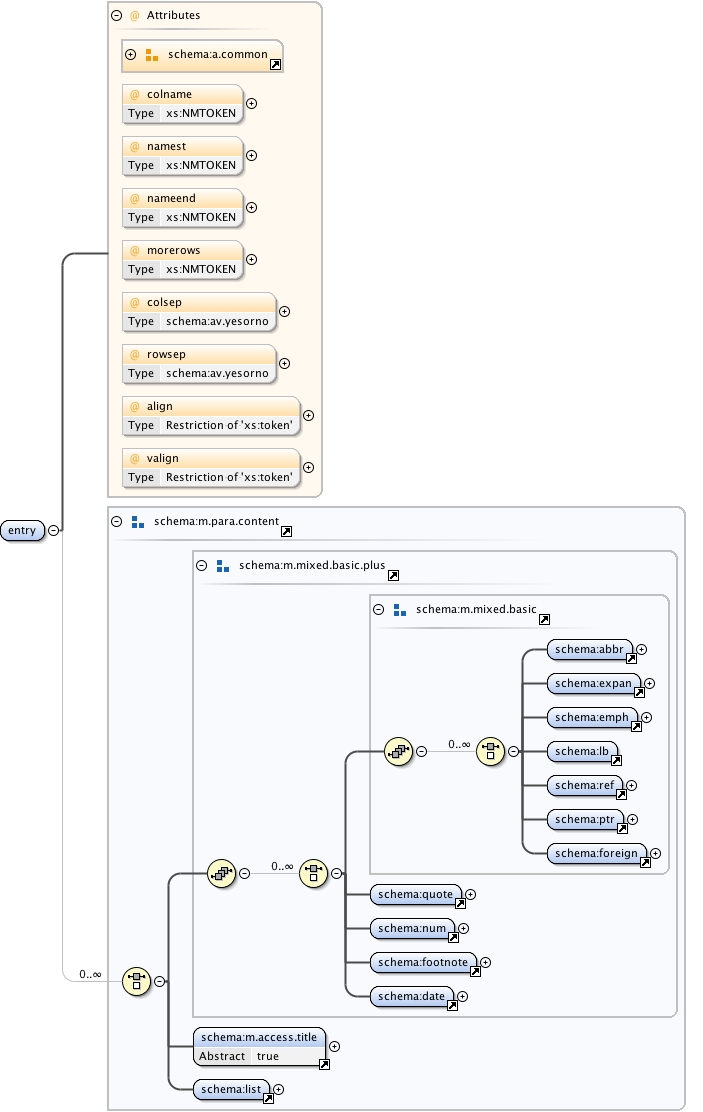 @ Attributes
schema:a.common
@ colname
Type xs:NMTOKEN
@ namest
Type xs:NMTOKEN
@ nameend
Type xs:NMTOKEN
@ morerows
Type xs:NMTOKEN
@ colsep
Type schema:av.yesorno
@ rowsep
Type schema:av.yesorno
@ align
Type Restriction of 'xs:token'
@ valign
Type Restriction of 'xs:token'
entry
schema:m.para.content
schema:m.mixed.basic.plus
schema:m.mixed.basic
schema:abbr
schema:expan
schema:emph
0..∞
schema:lb
schema:ref
schema:ptr
schema:foreign
0..∞
schema:quote
schema:num
schema:footnote
0..∞
schema:date
schema:m.access.title
Abstract true
schema:list